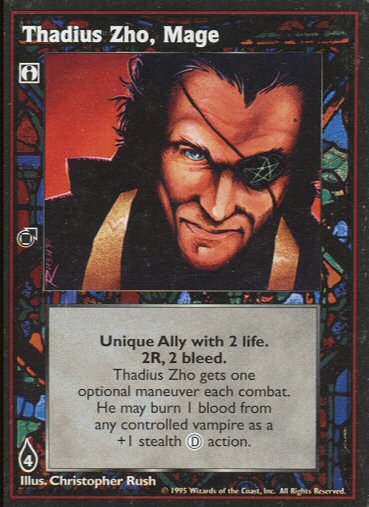 Thadius Zho, Mage
RUSH 95
Unique Ally with 2 life.
2R, 2 bleed.
Thadius Zho gets one
optional maneuver each combat.
He may burn 1 blood from
any controlled vampire as a
+1 stealth D action.
4
Illus. Christopher Rush
© 1995 Wizards of the Coast, Inc. All Rights Reserved.